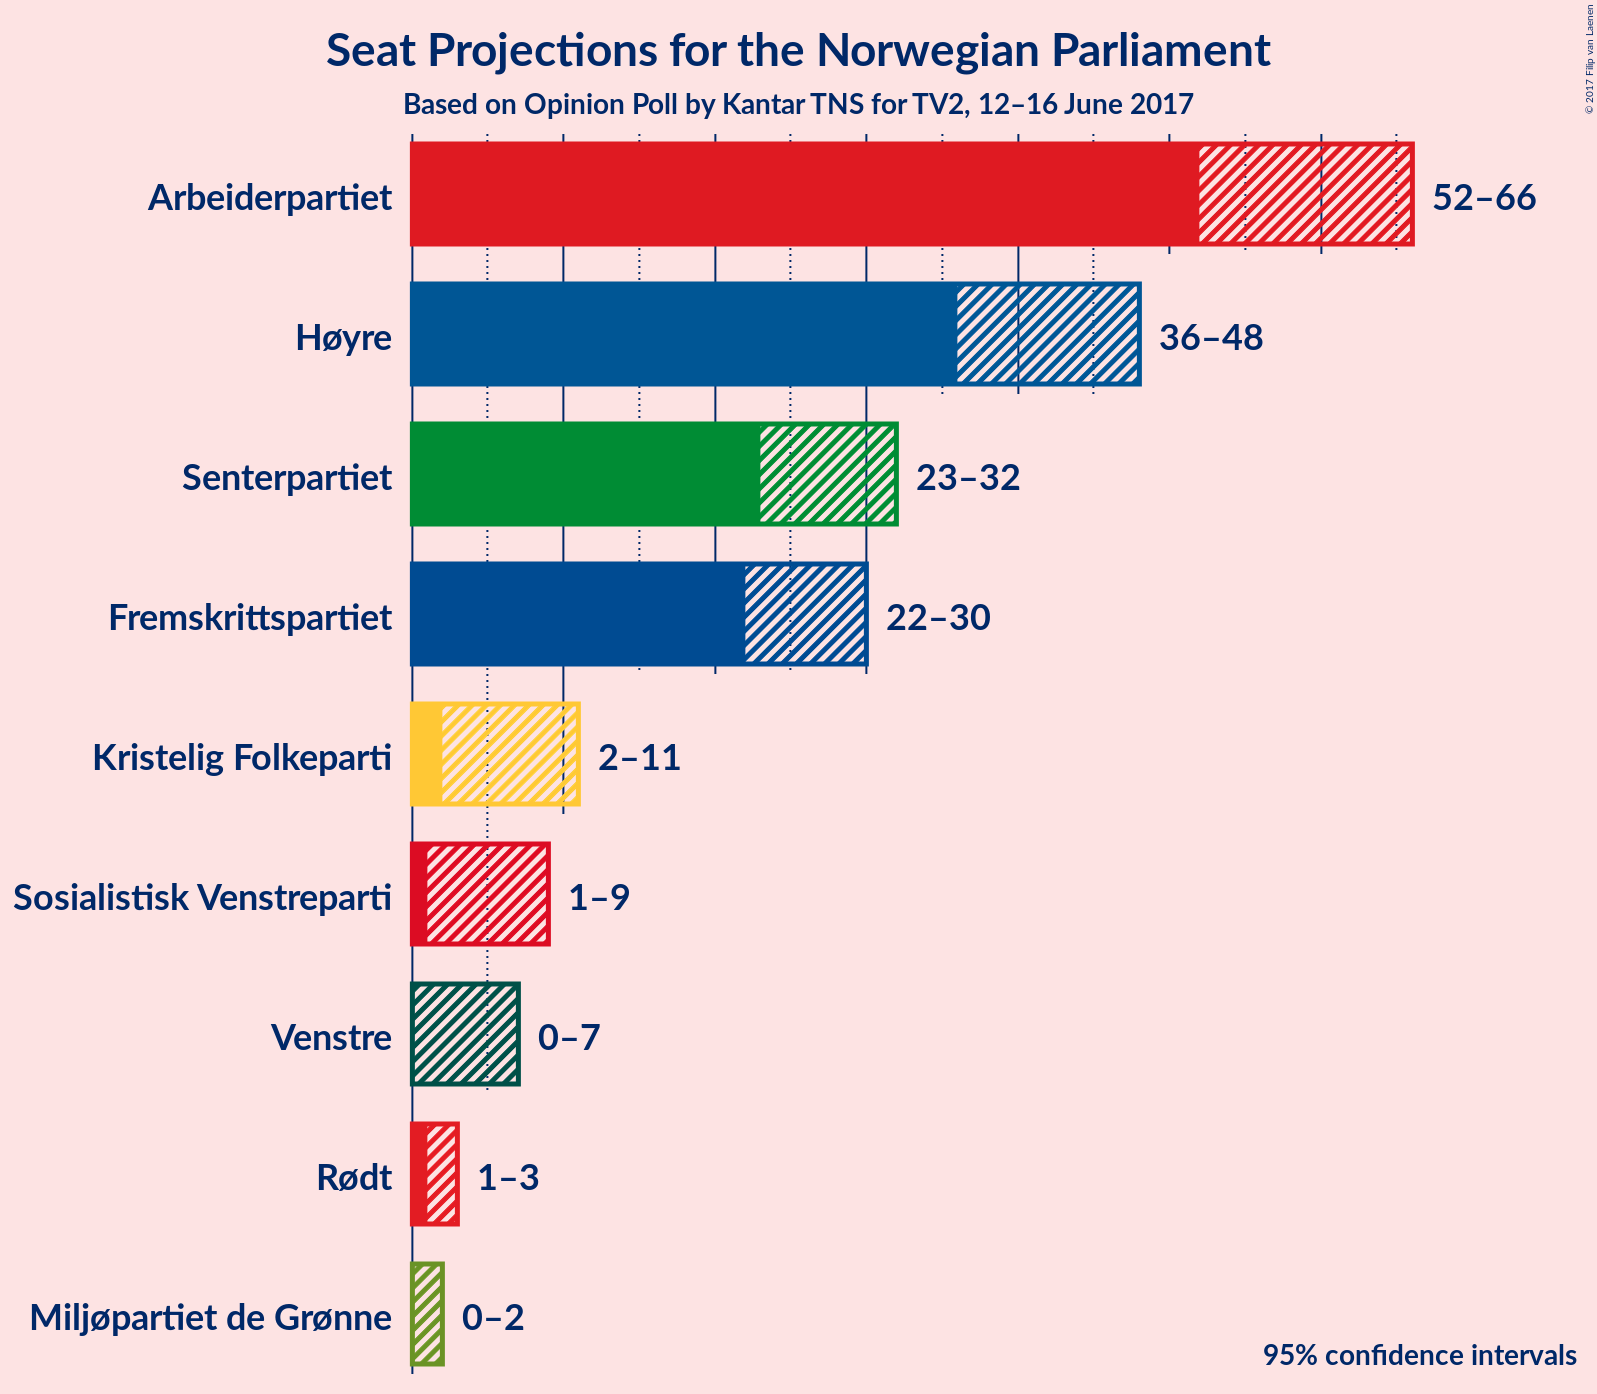 Seat Projections for the Norwegian Parliament
Based on Opinion Poll by Kantar TNS for TV2, 12–16 June 2017
© 2017 Filip van Laenen
Arbeiderpartiet 52–66
Høyre 36–48
Senterpartiet 23–32
Fremskrittspartiet 22–30
Kristelig Folkeparti 2–11
Sosialistisk Venstreparti 1–9
Venstre 0–7
Rødt 1–3
Miljøpartiet de Grønne 0–2
95% confidence intervals